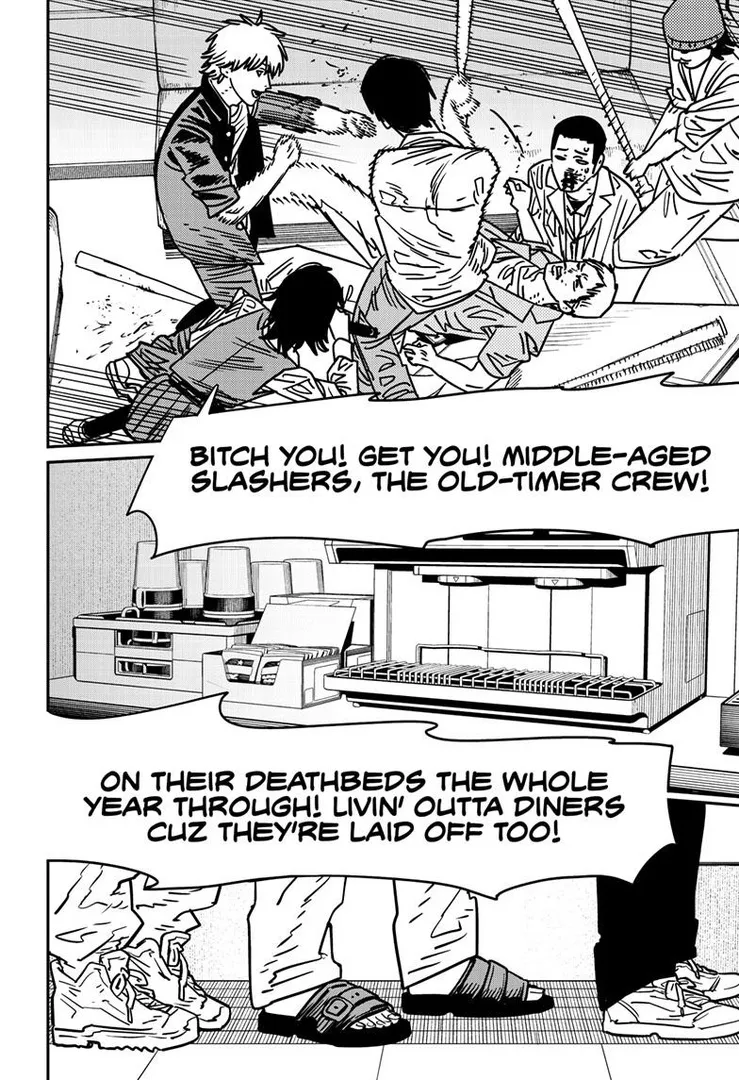 BITCH YOU! GET YOU! MIDDLE-AGED
SLASHERS, THE OLD-TIMER CREW!
ON THEIR DEATHBEDS THE WHOLE
YEAR THROUGH! LIVIN' OUTTA DINERS
CUZ THEY'RE LAID OFF TOO!